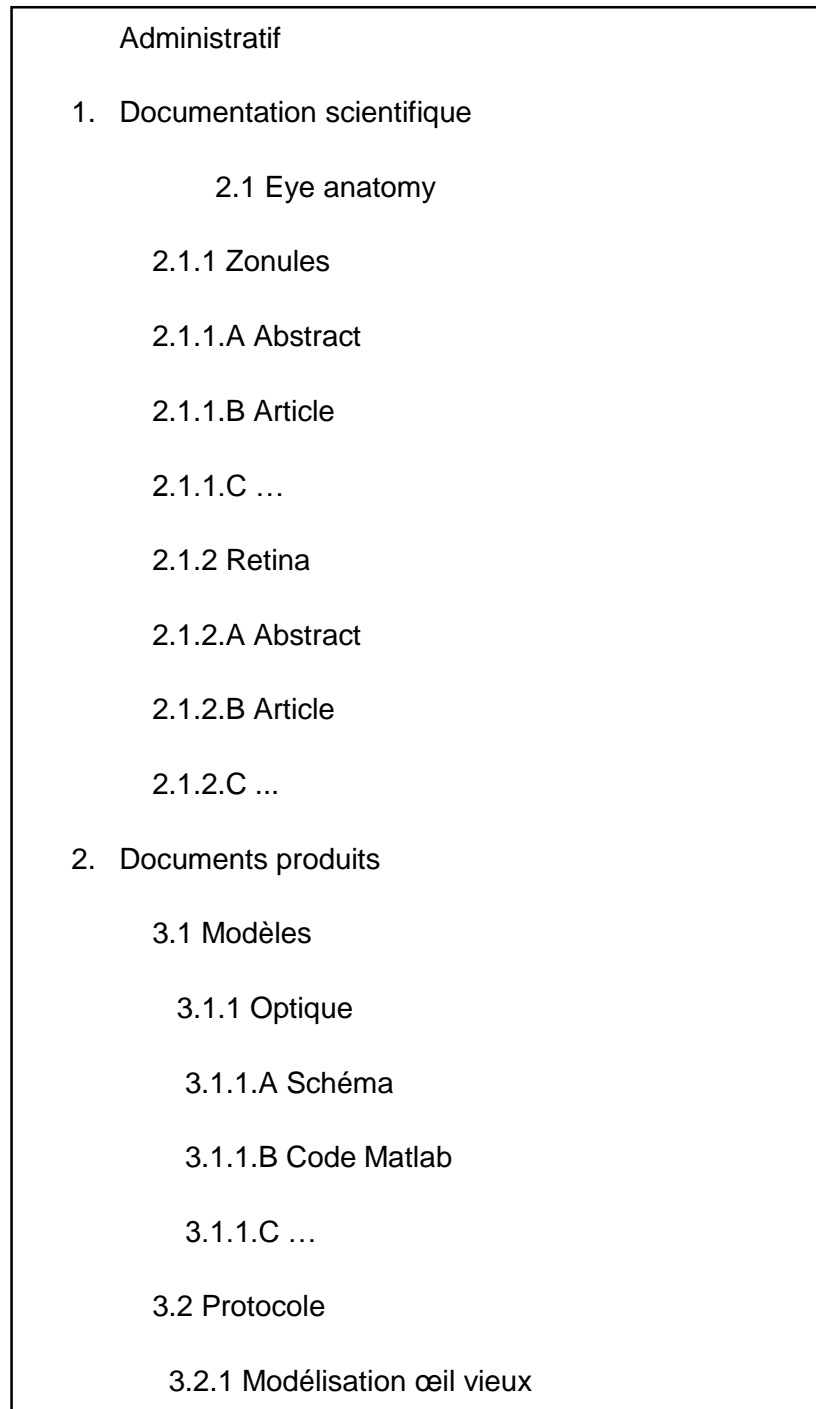 Administratif
1. Documentation scientifique
2.1 Eye anatomy
2.1.1 Zonules
2.1.1.A Abstract
2.1.1.B Article
2.1.1.C …
2.1.2 Retina
2.1.2.A Abstract
2.1.2.B Article
2.1.2.C ...
2. Documents produits
3.1 Modèles
3.1.1 Optique
3.1.1.A Schéma
3.1.1.B Code Matlab
3.1.1.C …
3.2 Protocole
3.2.1 Modélisation œil vieux